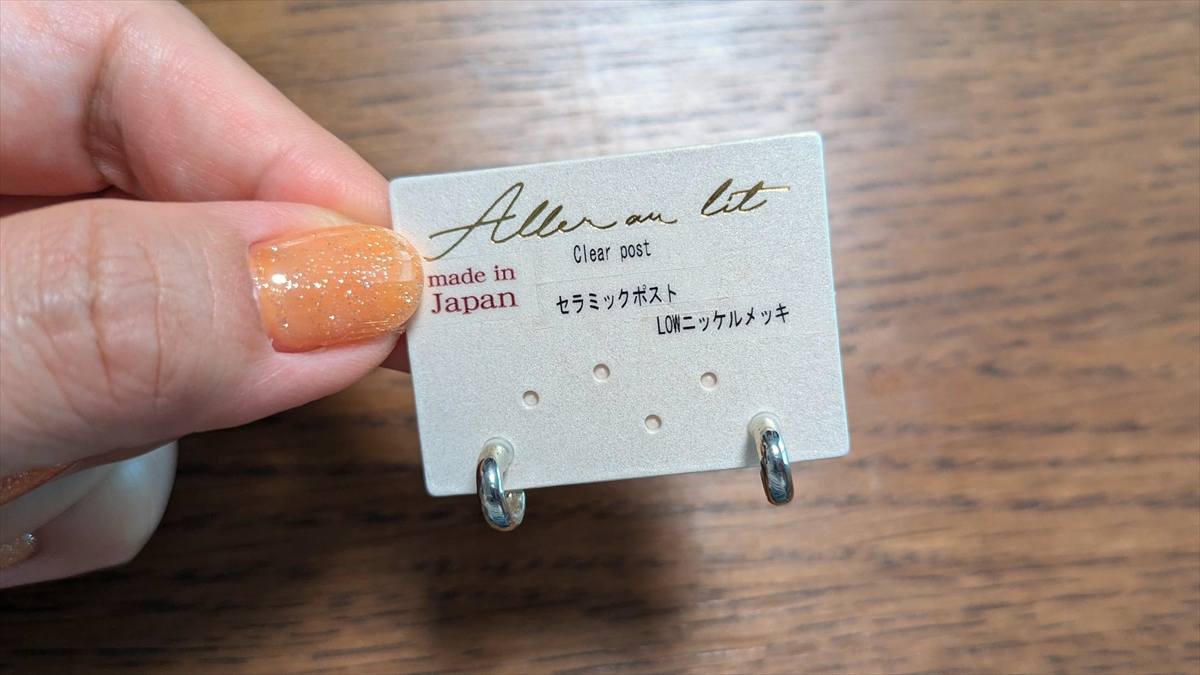 Aller au lit
Clear post
made in
Japan
セラミックポスト
LOWニッケルメッキ